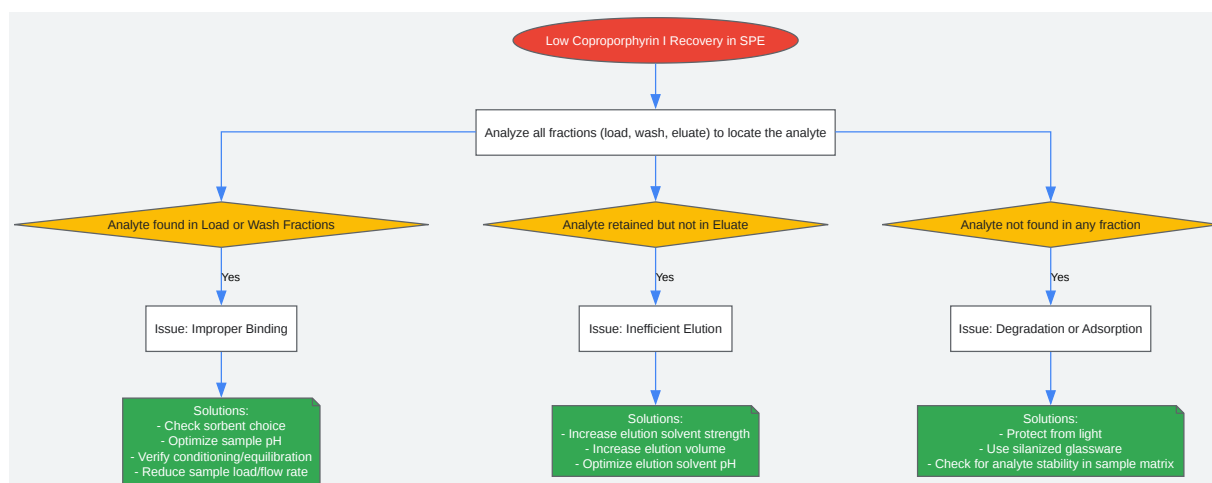 Low Coproporphyrin I Recovery in SPE
Analyze all fractions (load, wash, eluate) to locate the analyte
Analyte found in Load or Wash Fractions
Analyte retained but not in Eluate
Analyte not found in any fraction
Yes
Yes
Yes
Issue: Improper Binding
Issue: Inefficient Elution
Issue: Degradation or Adsorption
Solutions:
- Check sorbent choice
- Optimize sample pH
- Verify conditioning/equilibration
- Reduce sample load/flow rate
Solutions:
- Increase elution solvent strength
- Increase elution volume
- Optimize elution solvent pH
Solutions:
- Protect from light
- Use silanized glassware
- Check for analyte stability in sample matrix